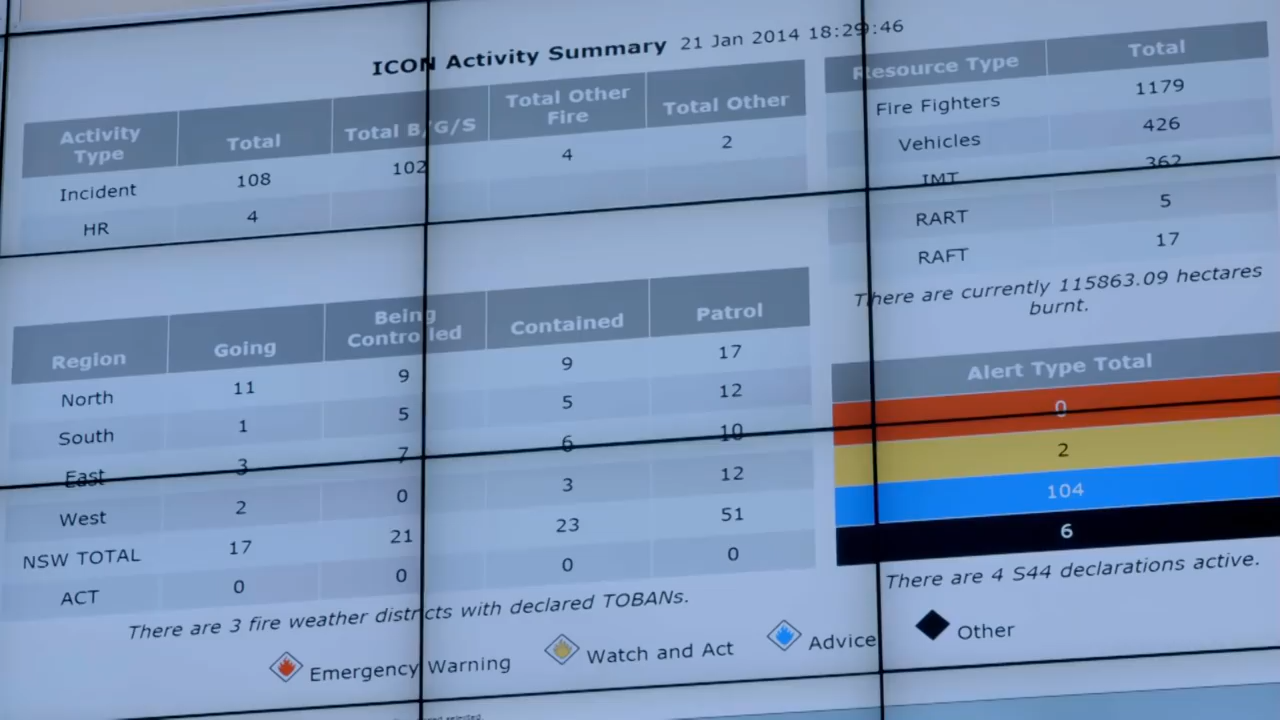 ICON Activity Summary 21 Jan 2014 18:29:46
Activity Type Total Total B/G/S Total Other Fire Total Other
Incident 108 102 4 2
HR 4
Resource Type Total
Fire Fighters 1179
Vehicles 426
IMT 362
RART 5
RAFT 17
There are currently 115863.09 hectares
burnt.
Region Going Being Controlled Contained Patrol
North 11 9 9 17
South 1 5 5 12
East 3 7 6 10
West 2 0 3 12
NSW TOTAL 17 21 23 51
ACT 0 0 0 0
Alert Type Total
0
2
104
6
There are 4 S44 declarations active.
There are 3 fire weather districts with declared TOBANs.
Emergency Warning Watch and Act Advice Other